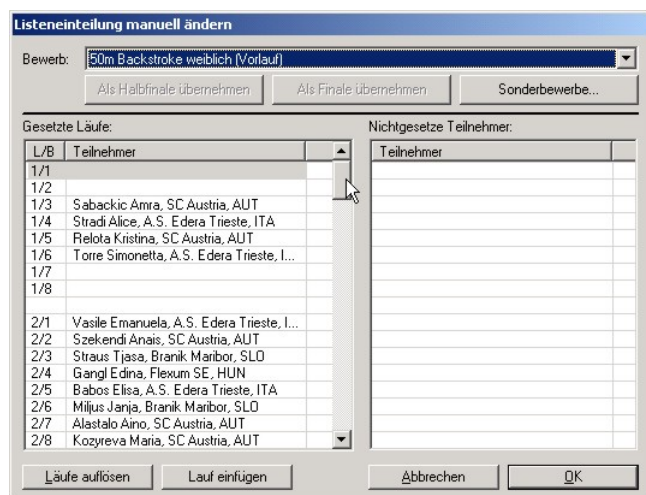 Listeneinteilung manuell ändern
Bewerb: 50m Backstroke weiblich (Vorlauf)
Als Halbfinale übernehmen Als Finale übernehmen Sonderbewerbe...
Gesetzte Läufe: Nichtgesetze Teilnehmer:
L/B Teilnehmer Teilnehmer
1/1
1/2
1/3 Sabackic Amra, SC Austria, AUT
1/4 Stradi Alice, A.S. Edera Trieste, ITA
1/5 Relota Kristina, SC Austria, AUT
1/6 Torre Simonetta, A.S. Edera Trieste, I...
1/7
1/8
2/1 Vasile Emanuela, A.S. Edera Trieste, I...
2/2 Szekendi Anais, SC Austria, AUT
2/3 Straus Tjasa, Branik Maribor, SLO
2/4 Gangl Edina, Flexum SE, HUN
2/5 Babos Elisa, A.S. Edera Trieste, ITA
2/6 Miljus Janja, Branik Maribor, SLO
2/7 Alastalo Aino, SC Austria, AUT
2/8 Kozyreva Maria, SC Austria, AUT
Läufe auflösen Lauf einfügen Abbrechen OK